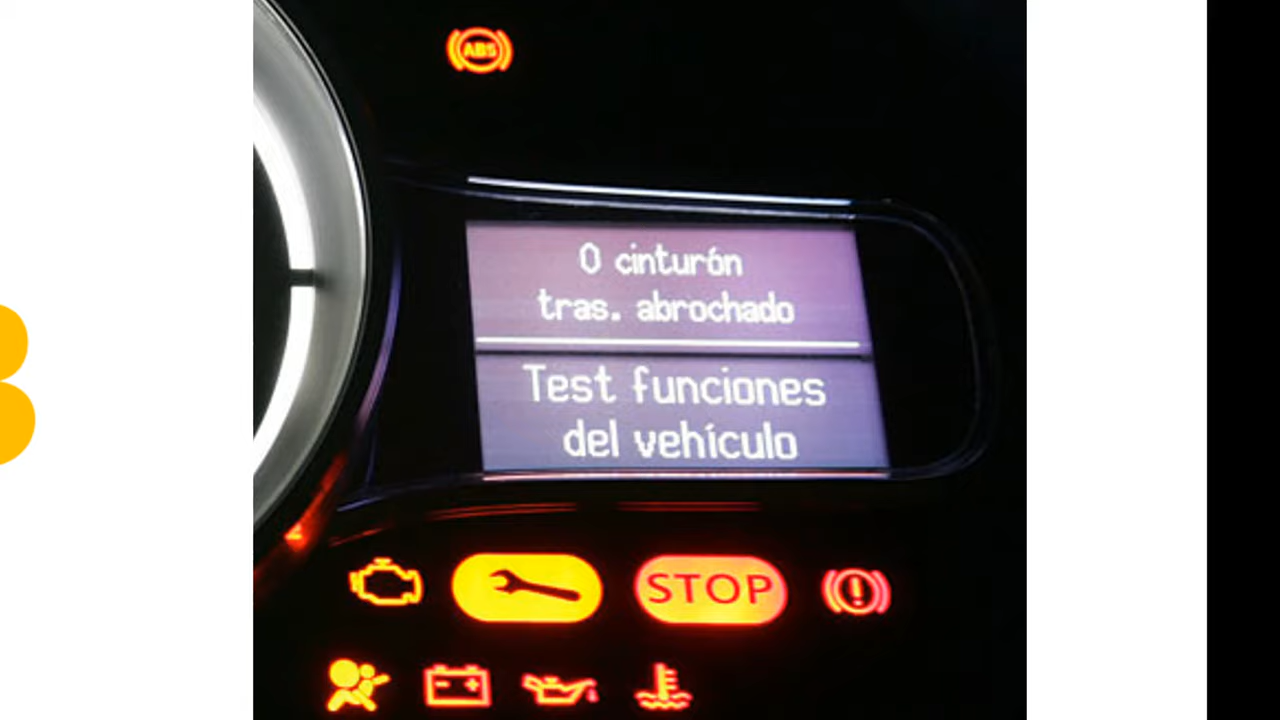 ABS
0 cinturón
tras. abrochado
Test funciones
del vehículo
STOP